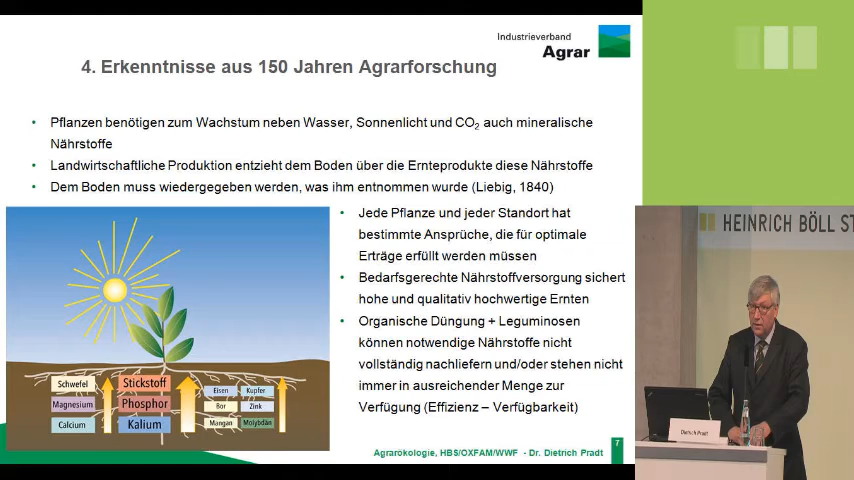 Industrieverband
Agrar
4. Erkenntnisse aus 150 Jahren Agrarforschung
• Pflanzen benötigen zum Wachstum neben Wasser, Sonnenlicht und CO₂ auch mineralische
Nährstoffe
• Landwirtschaftliche Produktion entzieht dem Boden über die Ernteprodukte diese Nährstoffe
• Dem Boden muss wiedergegeben werden, was ihm entnommen wurde (Liebig, 1840)
• Jede Pflanze und jeder Standort hat
bestimmte Ansprüche, die für optimale
Erträge erfüllt werden müssen
• Bedarfsgerechte Nährstoffversorgung sichert
hohe und qualitativ hochwertige Ernten
• Organische Düngung + Leguminosen
können notwendige Nährstoffe nicht
vollständig nachliefern und/oder stehen nicht
immer in ausreichender Menge zur
Verfügung (Effizienz – Verfügbarkeit)
Schwefel
Magnesium
Calcium
Stickstoff
Phosphor
Kalium
Eisen
Kupfer
Bor
Zink
Mangan
Molybdän
Agrarökologie, HBS/OXFAM/WWF - Dr. Dietrich Pradt
7
HEINRICH BÖLL ST
Dietrich Pradt